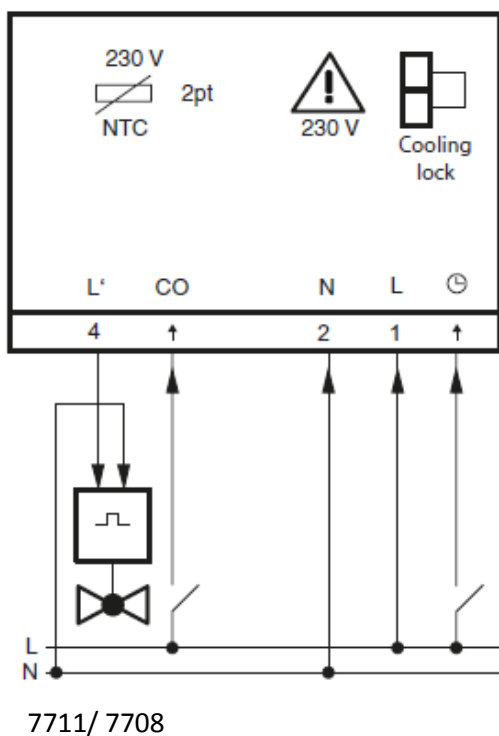 230 V
2pt
NTC
!
230 V
Cooling
lock
L‘ CO N L
4 ↑ 2 1 ↑
L
N
7711/ 7708